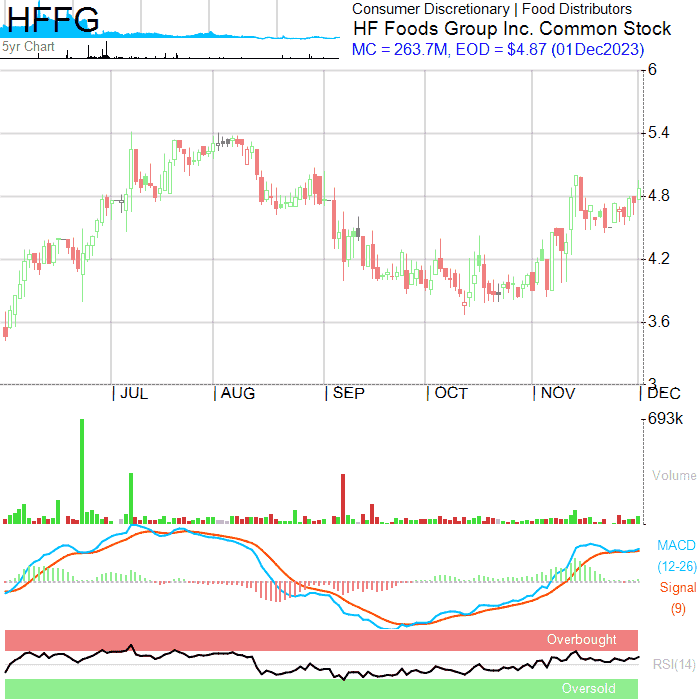 HFFG
5yr Chart
Consumer Discretionary | Food Distributors
HF Foods Group Inc. Common Stock
MC = 263.7M, EOD = $4.87 (01Dec2023)
6
5.4
4.8
4.2
3.6
3
JUL AUG SEP OCT NOV DEC
693k
Volume
MACD
(12-26)
Signal
(9)
Overbought
RSI(14)
Oversold